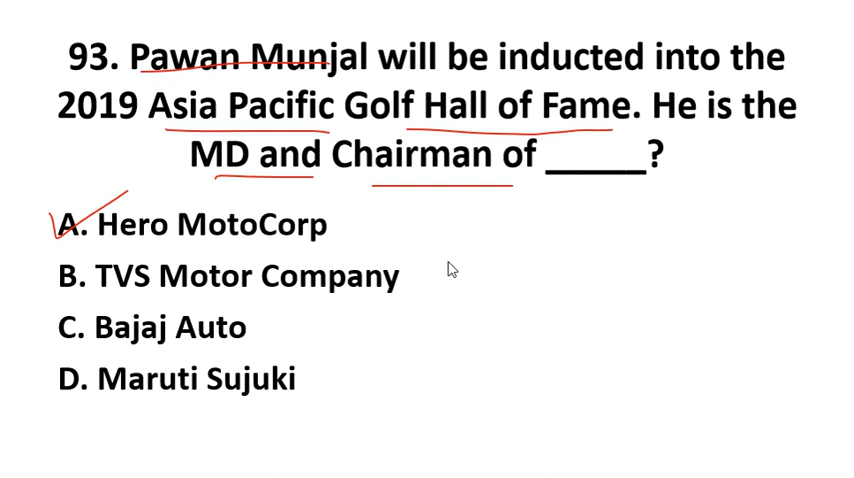 93. Pawan Munjal will be inducted into the
2019 Asia Pacific Golf Hall of Fame. He is the
MD and Chairman of _____?
A. Hero MotoCorp
B. TVS Motor Company
C. Bajaj Auto
D. Maruti Sujuki